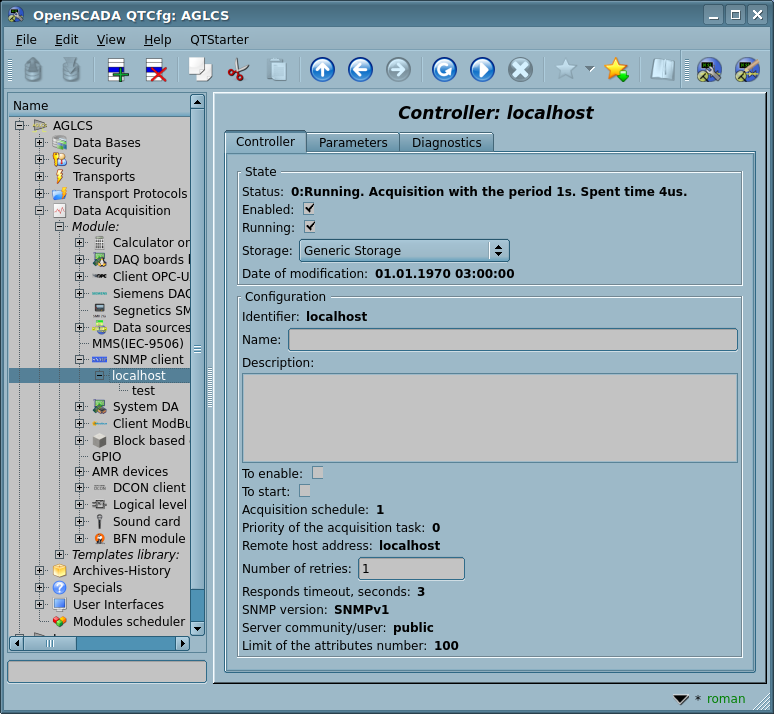 OpenSCADA QTCfg: AGLCS
File Edit View Help QTStarter
Name
AGLCS
Data Bases
Security
Transports
Transport Protocols
Data Acquisition
Module:
Calculator or
DAQ boards
Client OPC-U
Siemens DAQ
Segnetics SM
Data sources
MMS(IEC-9506)
SNMP client
localhost
test
System DA
Client ModBu
Block based
GPIO
AMR devices
DCON client
Logical level
Sound card
BFN module
Templates library:
Archives-History
Specials
User Interfaces
Modules scheduler
Controller: localhost
Controller Parameters Diagnostics
State
Status: 0:Running. Acquisition with the period 1s. Spent time 4us.
Enabled:
Running:
Storage: Generic Storage
Date of modification: 01.01.1970 03:00:00
Configuration
Identifier: localhost
Name:
Description:
To enable:
To start:
Acquisition schedule: 1
Priority of the acquisition task: 0
Remote host address: localhost
Number of retries: 1
Responds timeout, seconds: 3
SNMP version: SNMPv1
Server community/user: public
Limit of the attributes number: 100
* roman